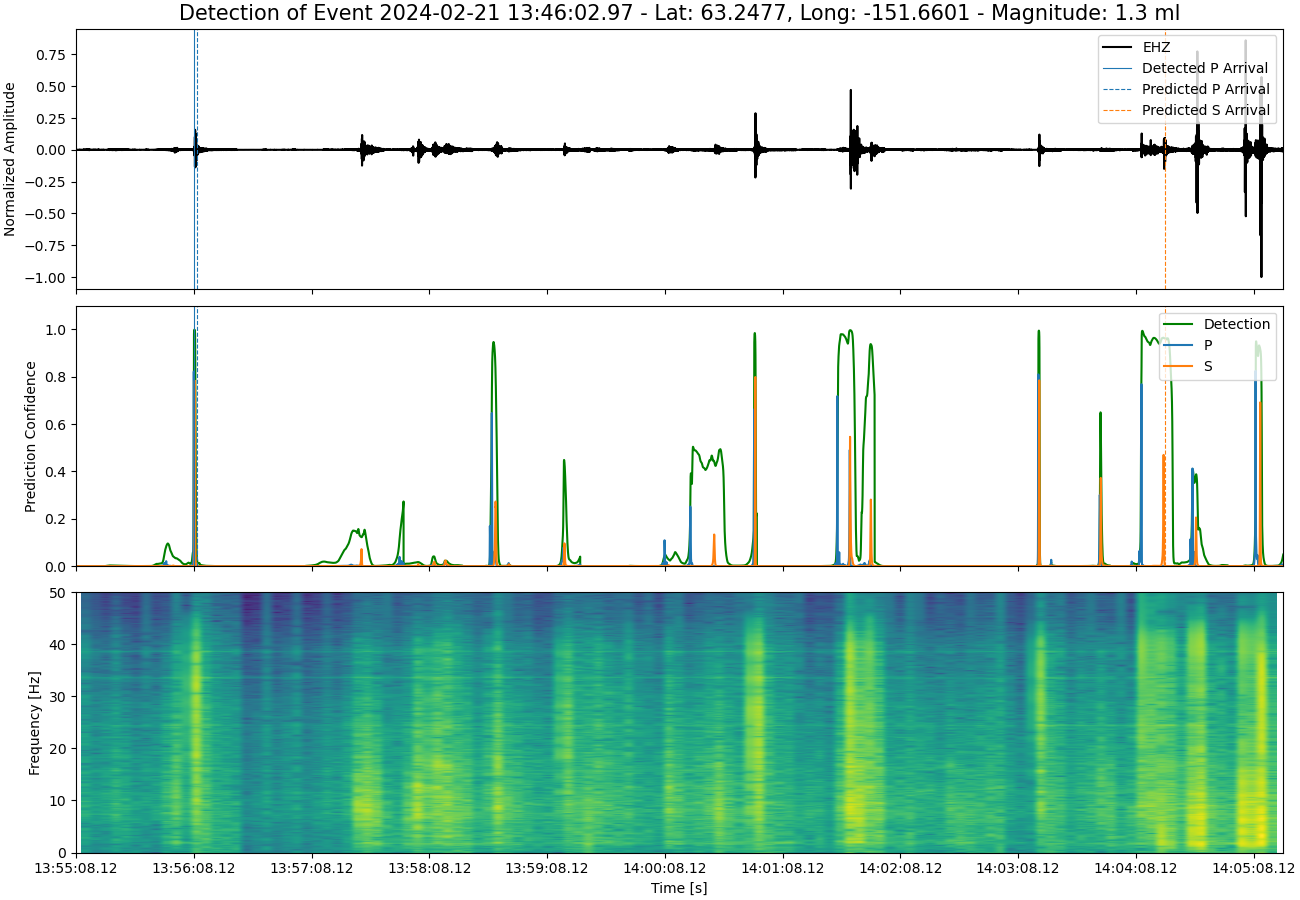 Detection of Event 2024-02-21 13:46:02.97 - Lat: 63.2477, Long: -151.6601 - Magnitude: 1.3 ml
Normalized Amplitude
0.75
0.50
0.25
0.00
−0.25
−0.50
−0.75
−1.00
EHZ
Detected P Arrival
Predicted P Arrival
Predicted S Arrival
Prediction Confidence
1.0
0.8
0.6
0.4
0.2
0.0
Detection
P
S
Frequency [Hz]
50
40
30
20
10
0
13:55:08.12 13:56:08.12 13:57:08.12 13:58:08.12 13:59:08.12 14:00:08.12 14:01:08.12 14:02:08.12 14:03:08.12 14:04:08.12 14:05:08.12
Time [s]